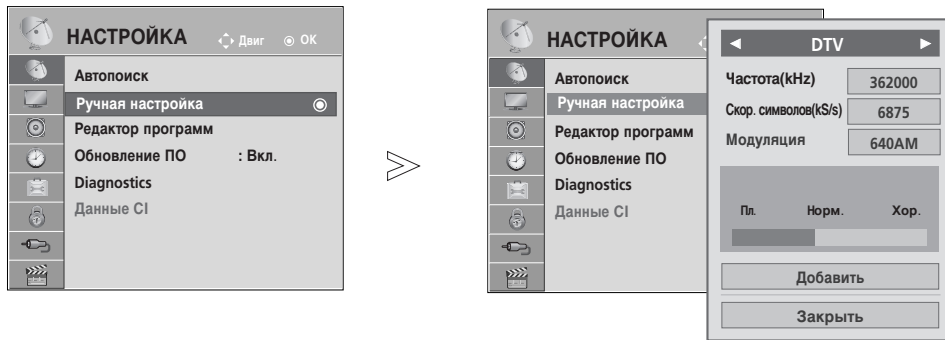 НАСТРОЙКА Двиг OK
Автопоиск
Ручная настройка
Редактор программ
Обновление ПО : Вкл.
Diagnostics
Данные CI
НАСТРОЙКА
Автопоиск
Ручная настройка
Редактор программ
Обновление ПО
Diagnostics
Данные CI
DTV
Частота(kHz) 362000
Скор. символов(kS/s) 6875
Модуляция 640AM
Пл. Норм. Хор.
Добавить
Закрыть